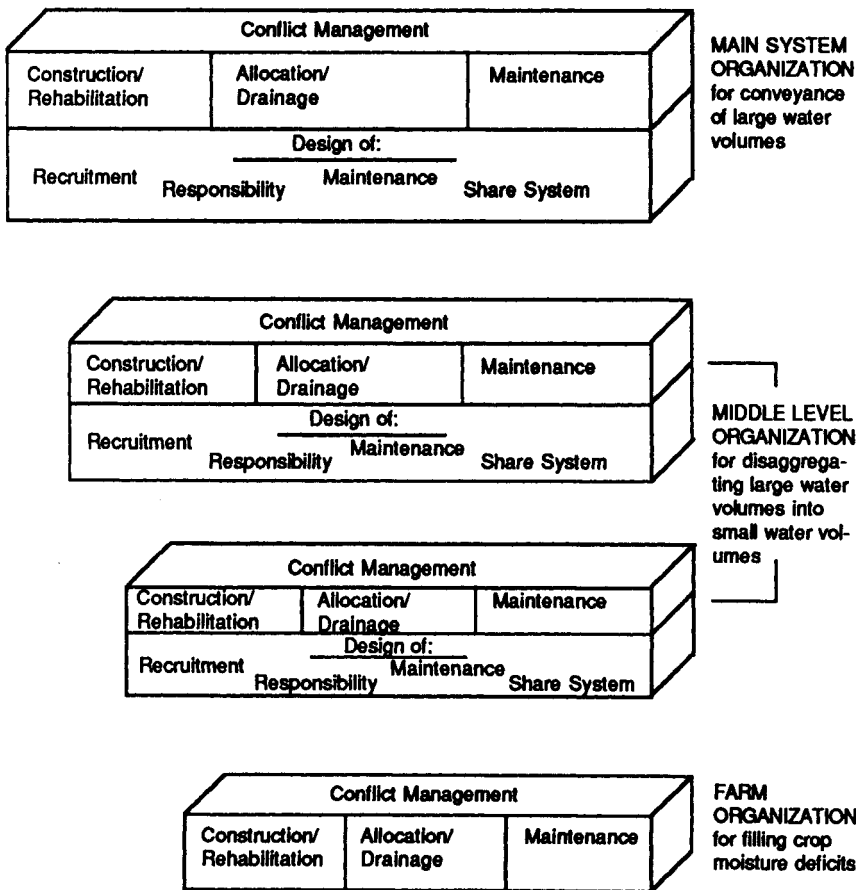 Conflict Management
Construction/
Rehabilitation
Allocation/
Drainage
Maintenance
Design of:
Recruitment
Responsibility
Maintenance
Share System
MAIN SYSTEM
ORGANIZATION
for conveyance
of large water
volumes
Conflict Management
Construction/
Rehabilitation
Allocation/
Drainage
Maintenance
Design of:
Recruitment
Responsibility
Maintenance
Share System
MIDDLE LEVEL
ORGANIZATION
for disaggrega-
ting large water
volumes into
small water vol-
umes
Conflict Management
Construction/
Rehabilitation
Allocation/
Drainage
Maintenance
Design of:
Recruitment
Responsibility
Maintenance
Share System
Conflict Management
Construction/
Rehabilitation
Allocation/
Drainage
Maintenance
FARM
ORGANIZATION
for filling crop
moisture deficits